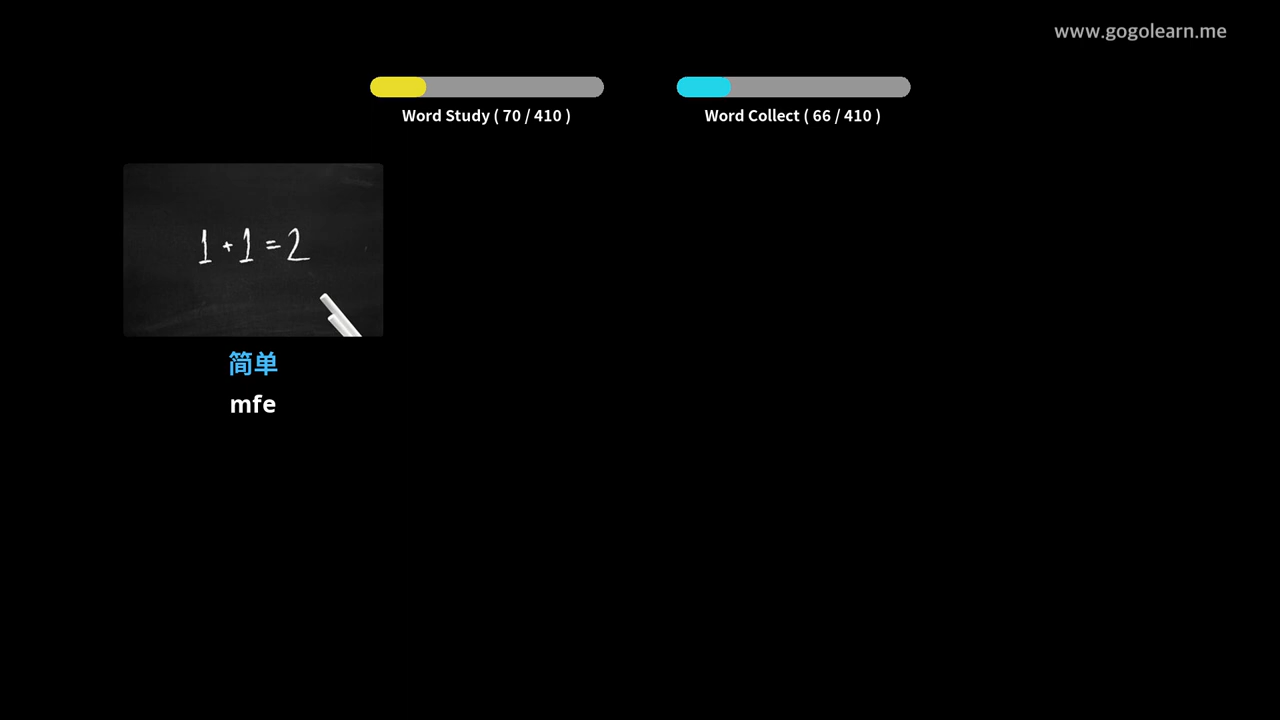 www.gogolearn.me
Word Study ( 70 / 410 )
Word Collect ( 66 / 410 )
1 + 1 = 2
简单
mfe